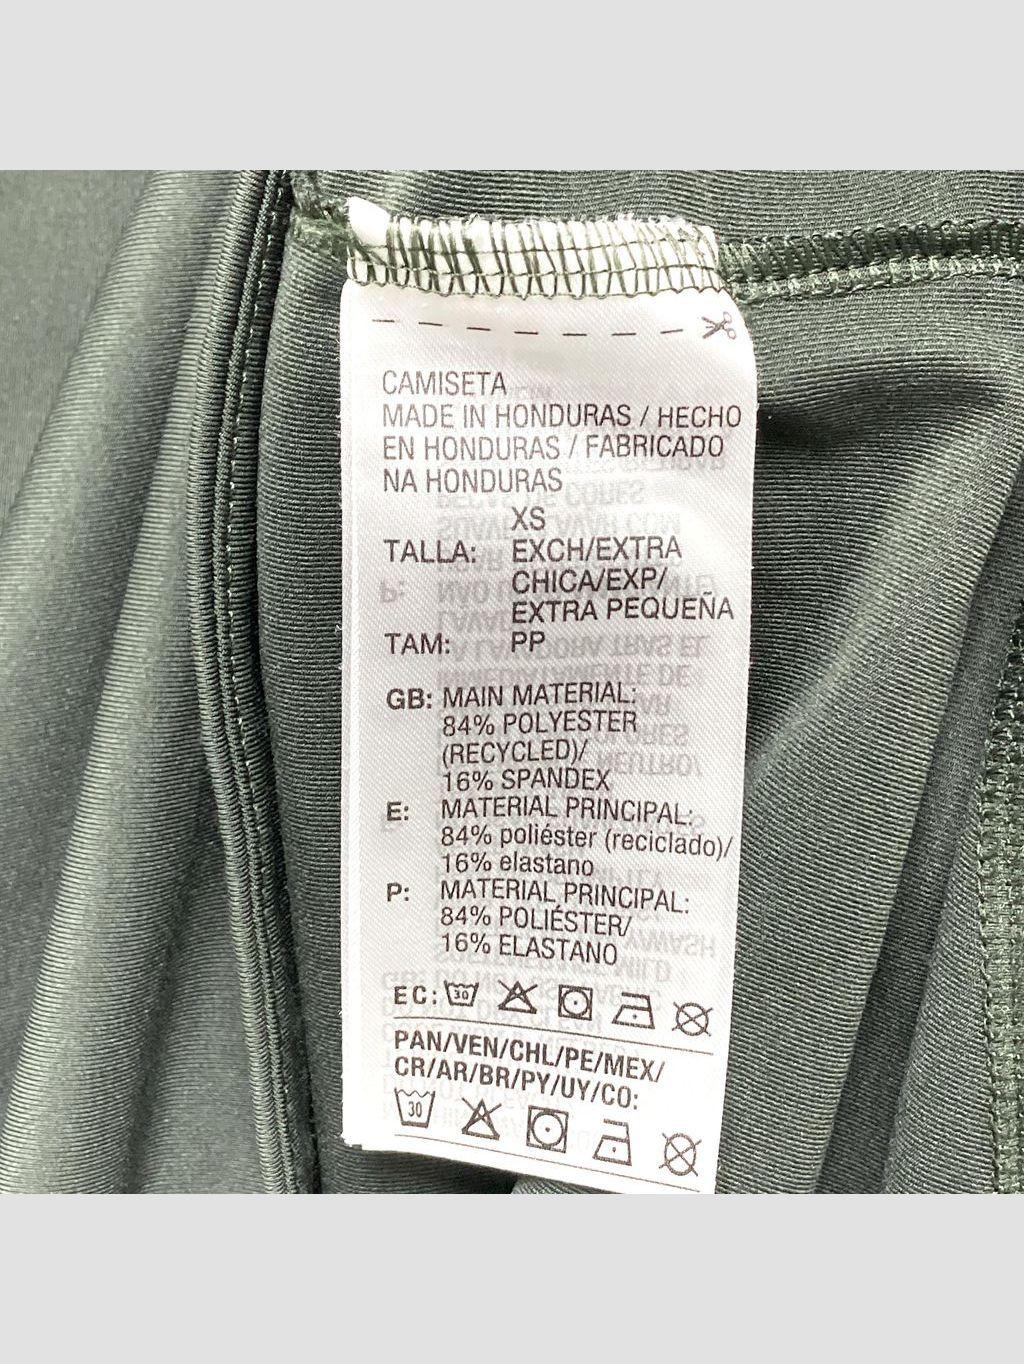 CAMISETA
MADE IN HONDURAS / HECHO
EN HONDURAS / FABRICADO
NA HONDURAS
XS
TALLA: EXCH/EXTRA
CHICA/EXP/
EXTRA PEQUEÑA
TAM: PP
GB: MAIN MATERIAL:
84% POLYESTER
(RECYCLED)/
16% SPANDEX
E: MATERIAL PRINCIPAL:
84% poliéster (reciclado)/
16% elastano
P: MATERIAL PRINCIPAL:
84% POLIÉSTER/
16% ELASTANO
EC: 30
PAN/VEN/CHL/PE/MEX/
CR/AR/BR/PY/UY/CO:
30